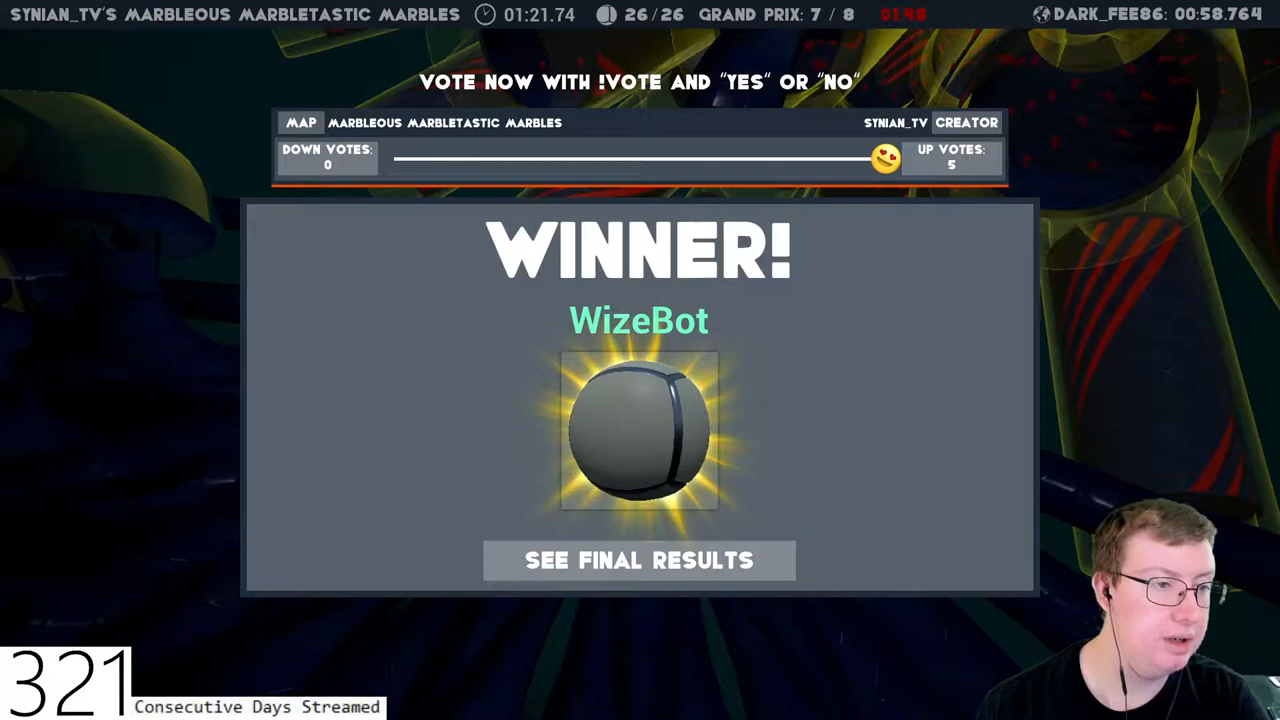 SYNIAN_TV'S MARBLEOUS MARBLETASTIC MARBLES 01:21.74 26/26 GRAND PRIX: 7 / 8 01:48 DARK_FEE86: 00:58.764
VOTE NOW WITH !VOTE AND "YES" OR "NO"
MAP MARBLEOUS MARBLETASTIC MARBLES SYNIAN_TV CREATOR
DOWN VOTES: UP VOTES:
0 5
WINNER!
WizeBot
SEE FINAL RESULTS
321 Consecutive Days Streamed